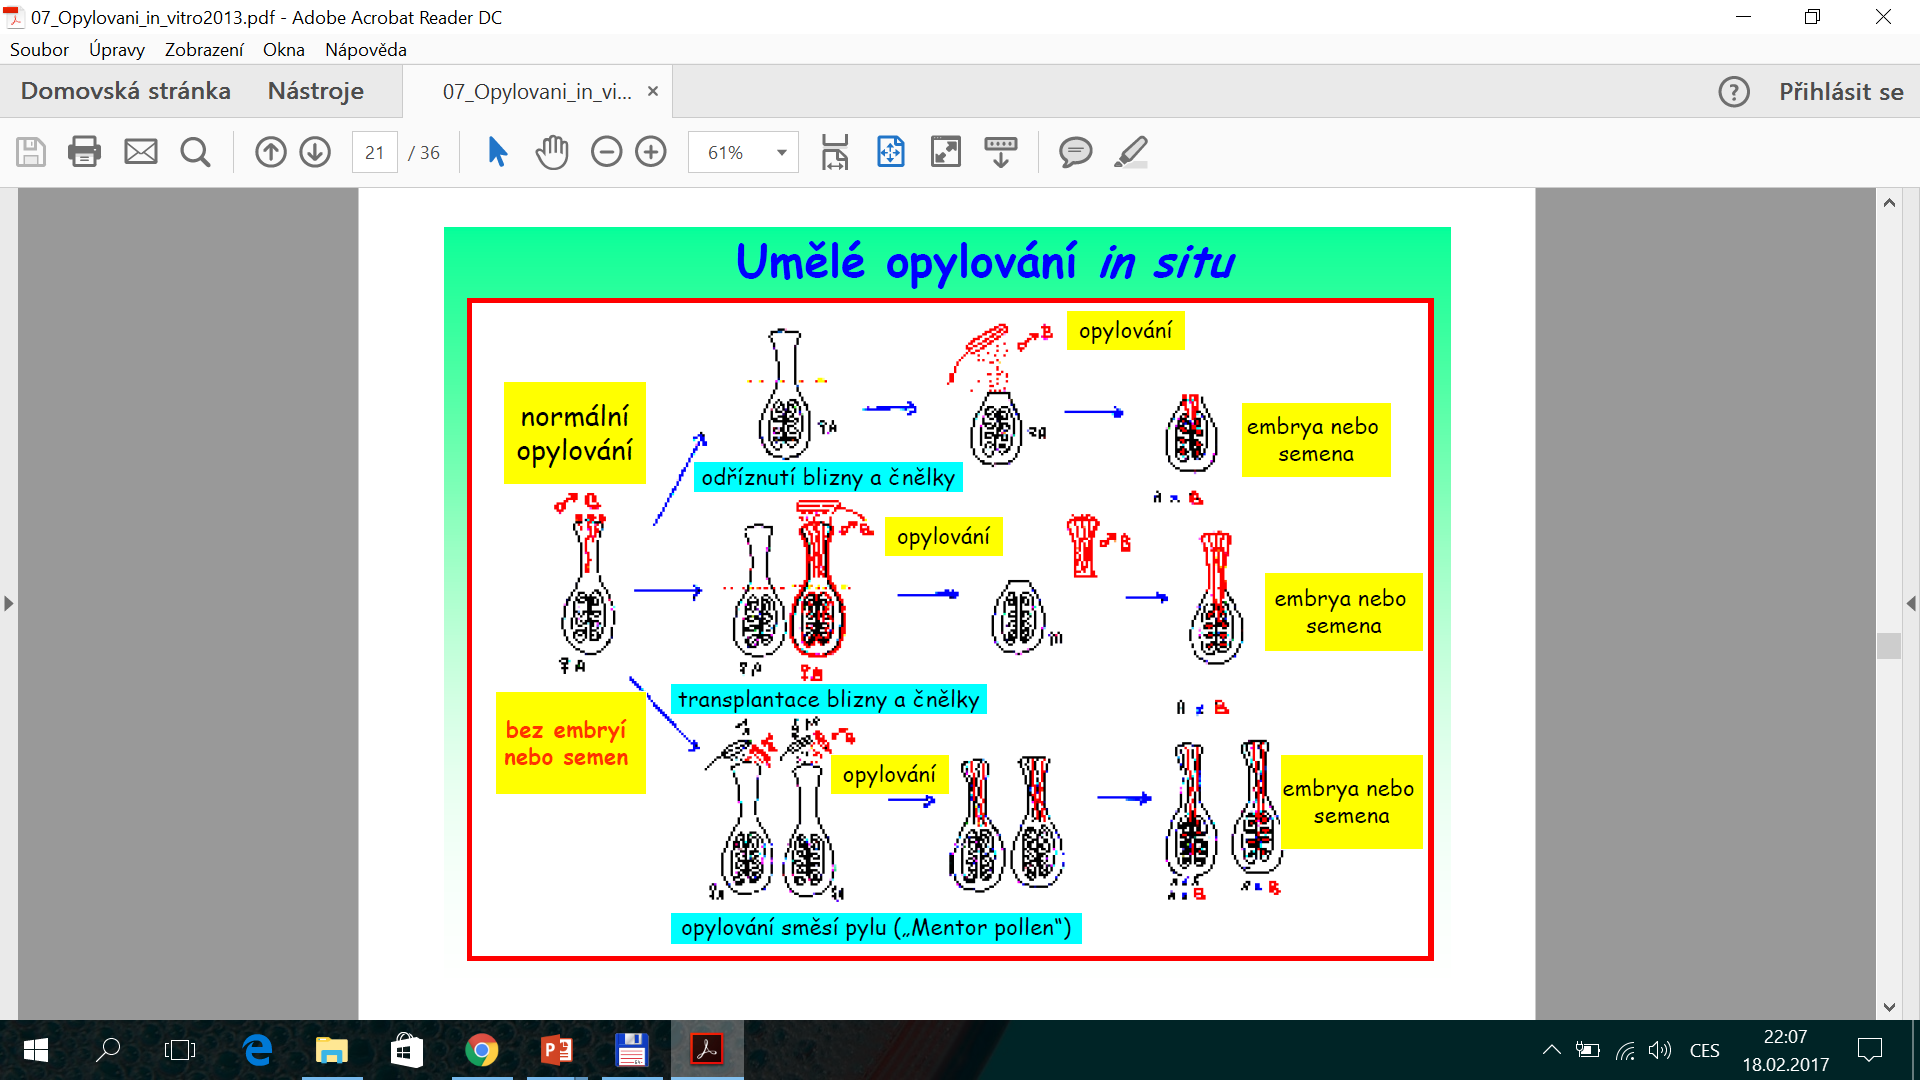 07_Opylovani_in_vitro2013.pdf - Adobe Acrobat Reader DC
Soubor Úpravy Zobrazení Okna Nápověda
Domovská stránka Nástroje 07_Opylovani_in_vi... × ? Přihlásit se
21 / 36 61%
Umělé opylování in situ
♂ B opylování
normální
opylování
♀A ♀A
embrya nebo
semena
odříznutí blizny a čnělky
A × B
♂ B
opylování
♂ B
♂ B
embrya nebo
semena
♀ A
♀A ♀B
transplantace blizny a čnělky
A × B
bez embryí
nebo semen
opylování
embrya nebo
semena
♀A ♀A
A × B
A × B
opylování směsí pylu („Mentor pollen“)
CES
22:07
18.02.2017